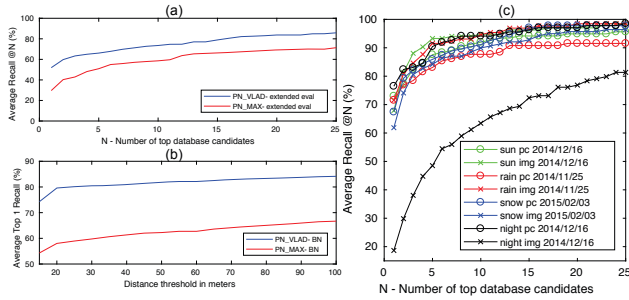 (a)
100
80
60
40
20
0
Average Recall @N (%)
PN_VLAD- extended eval
PN_MAX- extended eval
0
5
10
15
20
25
N - Number of top database candidates
(b)
90
80
70
60
50
Average Top 1 Recall (%)
PN_VLAD- BN
PN_MAX- BN
20
30
40
50
60
70
80
90
100
Distance threshold in meters
(c)
100
90
80
70
60
50
40
30
20
Average Recall @N (%)
sun pc 2014/12/16
sun img 2014/12/16
rain pc 2014/11/25
rain img 2014/11/25
snow pc 2015/02/03
snow img 2015/02/03
night pc 2014/12/16
night img 2014/12/16
0
5
10
15
20
25
N - Number of top database candidates